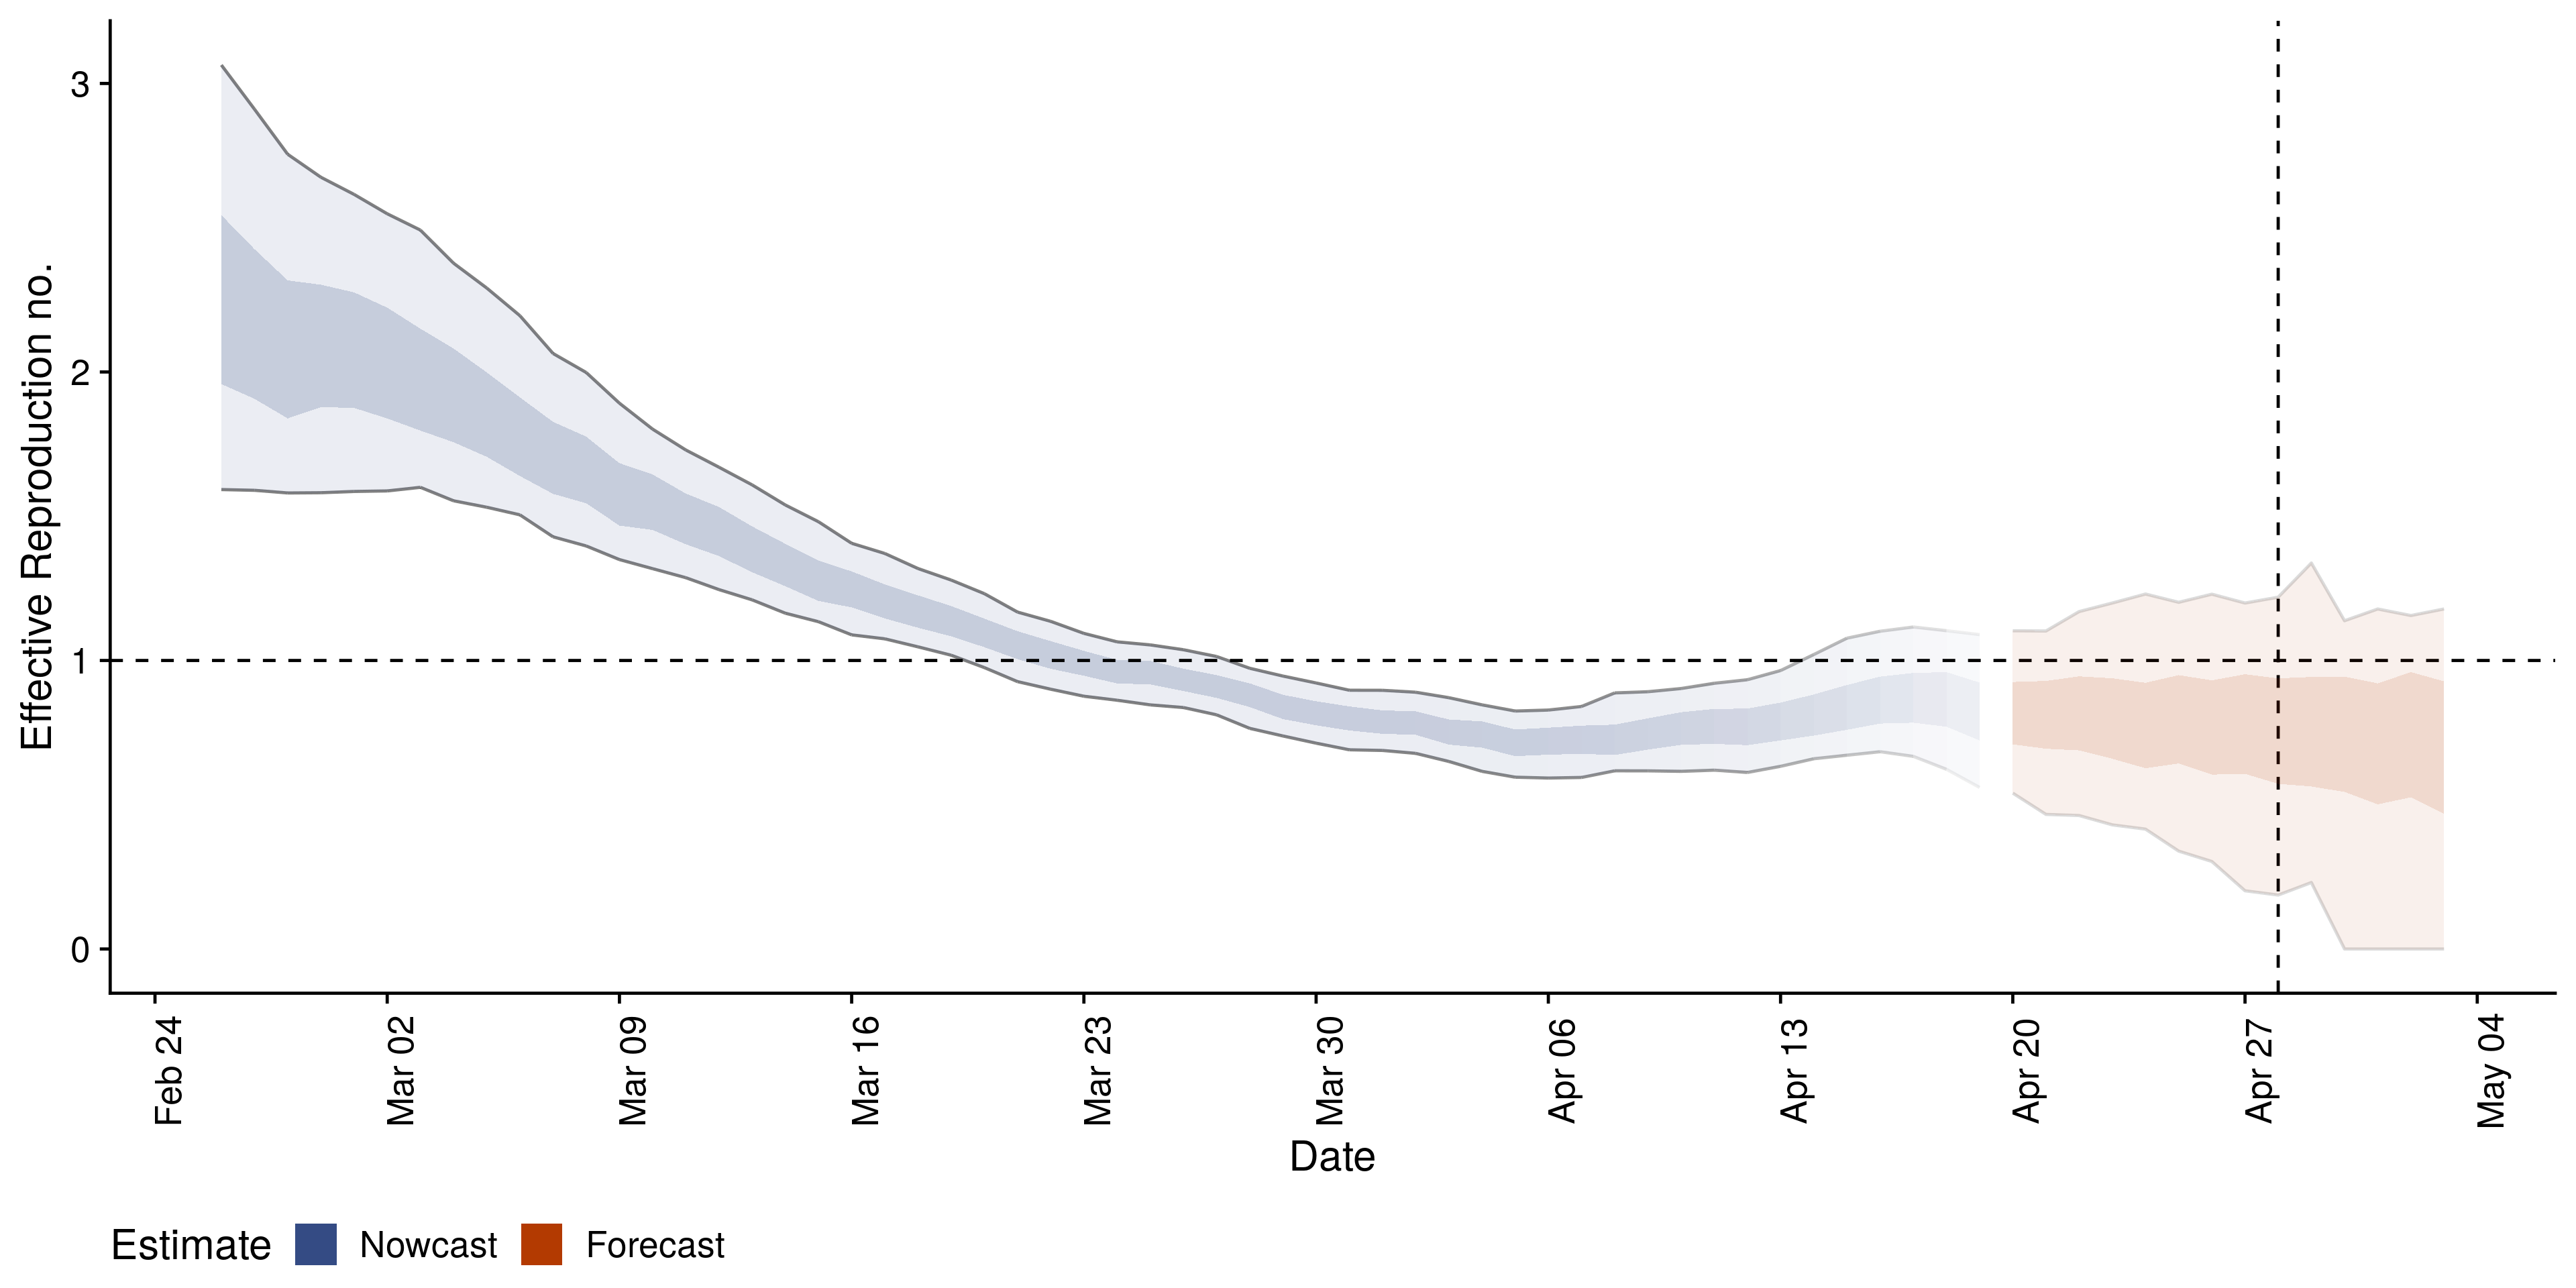 Effective Reproduction no.
3
2
1
0
Feb 24
Mar 02
Mar 09
Mar 16
Mar 23
Mar 30
Apr 06
Apr 13
Apr 20
Apr 27
May 04
Date
Estimate Nowcast Forecast